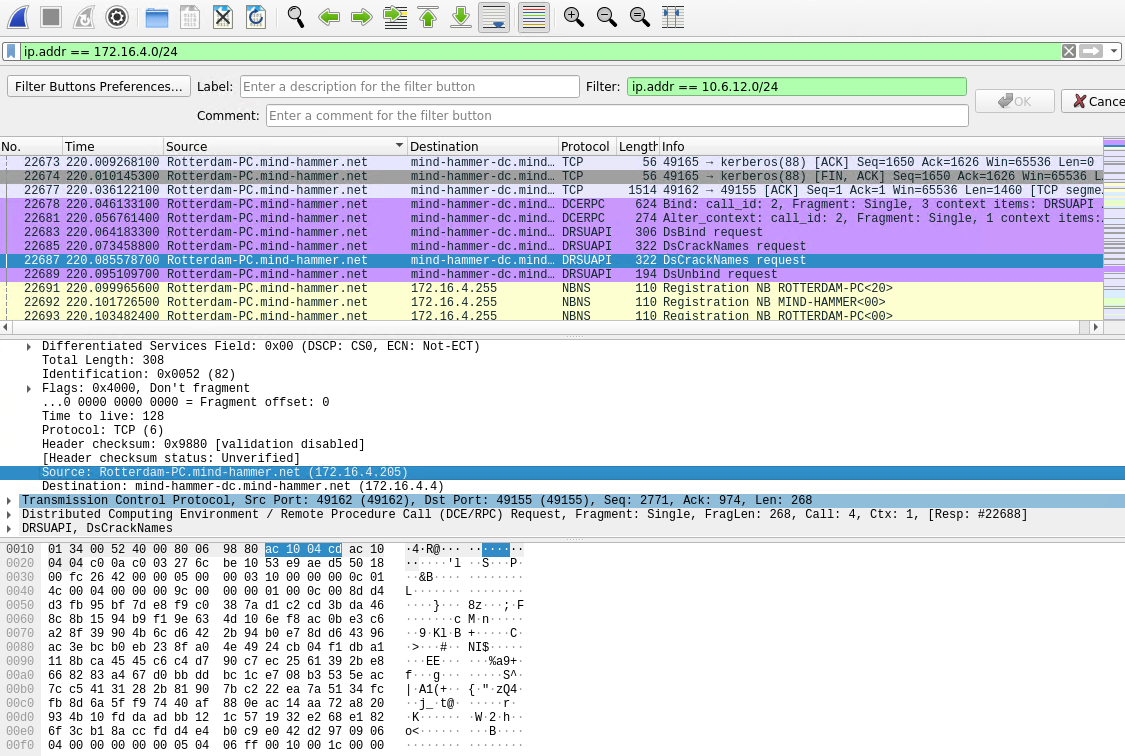 ip.addr == 172.16.4.0/24
Filter Buttons Preferences... Label: Enter a description for the filter button Filter: ip.addr == 10.6.12.0/24
OK Cance
Comment: Enter a comment for the filter button
No. Time Source Destination Protocol Length Info
22673 220.009268100 Rotterdam-PC.mind-hammer.net mind-hammer-dc.mind… TCP 56 49165 → kerberos(88) [ACK] Seq=1650 Ack=1626 Win=65536 Len=0
22674 220.010145300 Rotterdam-PC.mind-hammer.net mind-hammer-dc.mind… TCP 56 49165 → kerberos(88) [FIN, ACK] Seq=1650 Ack=1626 Win=65536 L…
22677 220.036122100 Rotterdam-PC.mind-hammer.net mind-hammer-dc.mind… TCP 1514 49162 → 49155 [ACK] Seq=1 Ack=1 Win=65536 Len=1460 [TCP segme…
22678 220.046133100 Rotterdam-PC.mind-hammer.net mind-hammer-dc.mind… DCERPC 624 Bind: call_id: 2, Fragment: Single, 3 context items: DRSUAPI …
22681 220.056761400 Rotterdam-PC.mind-hammer.net mind-hammer-dc.mind… DCERPC 274 Alter_context: call_id: 2, Fragment: Single, 1 context items:…
22683 220.064183300 Rotterdam-PC.mind-hammer.net mind-hammer-dc.mind… DRSUAPI 306 DsBind request
22685 220.073458800 Rotterdam-PC.mind-hammer.net mind-hammer-dc.mind… DRSUAPI 322 DsCrackNames request
22687 220.085578700 Rotterdam-PC.mind-hammer.net mind-hammer-dc.mind… DRSUAPI 322 DsCrackNames request
22689 220.095109700 Rotterdam-PC.mind-hammer.net mind-hammer-dc.mind… DRSUAPI 194 DsUnbind request
22691 220.099965600 Rotterdam-PC.mind-hammer.net 172.16.4.255 NBNS 110 Registration NB ROTTERDAM-PC<20>
22692 220.101726500 Rotterdam-PC.mind-hammer.net 172.16.4.255 NBNS 110 Registration NB MIND-HAMMER<00>
22693 220.103482400 Rotterdam-PC.mind-hammer.net 172.16.4.255 NBNS 110 Registration NB ROTTERDAM-PC<00>
Differentiated Services Field: 0x00 (DSCP: CS0, ECN: Not-ECT)
Total Length: 308
Identification: 0x0052 (82)
Flags: 0x4000, Don't fragment
...0 0000 0000 0000 = Fragment offset: 0
Time to live: 128
Protocol: TCP (6)
Header checksum: 0x9880 [validation disabled]
[Header checksum status: Unverified]
Source: Rotterdam-PC.mind-hammer.net (172.16.4.205)
Destination: mind-hammer-dc.mind-hammer.net (172.16.4.4)
Transmission Control Protocol, Src Port: 49162 (49162), Dst Port: 49155 (49155), Seq: 2771, Ack: 974, Len: 268
Distributed Computing Environment / Remote Procedure Call (DCE/RPC) Request, Fragment: Single, FragLen: 268, Call: 4, Ctx: 1, [Resp: #22688]
DRSUAPI, DsCrackNames
0010 01 34 00 52 40 00 80 06 98 80 ac 10 04 cd ac 10 ·4·R@··· ········
0020 04 04 c0 0a c0 03 27 6c be 10 53 e9 ae d5 50 18 ······'l ··S···P·
0030 00 fc 26 42 00 00 05 00 00 03 10 00 00 00 0c 01 ··&B···· ········
0040 4c 00 04 00 00 00 9c 00 00 00 01 00 0c 00 8d d4 L······· ········
0050 d3 fb 95 bf 7d e8 f9 c0 38 7a d1 c2 cd 3b da 46 ····}··· 8z···;·F
0060 8c 8b 15 94 b9 f1 9e 63 4d 10 6e f8 ac 0b e3 c6 ·······c M·n·····
0070 a2 8f 39 90 4b 6c d6 42 2b 94 b0 e7 8d d6 43 96 ··9·Kl·B +·····C·
0080 ac 3e bc b0 eb 23 8f a0 4e 49 24 cb 04 f1 db a1 ·>···#·· NI$·····
0090 11 8b ca 45 45 c6 c4 d7 90 c7 ec 25 61 39 2b e8 ···EE··· ···%a9+·
00a0 66 82 83 a4 67 d0 bb dd bc 1c e7 08 b3 53 5e ac f···g··· ·····S^·
00b0 7c c5 41 31 28 2b 81 90 7b c2 22 ea 7a 51 34 fc |·A1(+·· {·"·zQ4·
00c0 fb 8d 6a 5f f9 74 40 af 88 0e ac 14 aa 72 a8 20 ··j_·t@· ·····r·
00d0 93 4b 10 fd da ad bb 12 1c 57 19 32 e2 68 e1 82 ·K······ ·W·2·h··
00e0 6f 3c b1 8a cc fd d4 e4 b0 c9 e0 42 d2 97 09 06 o<······ ···B····
00f0 04 00 00 00 00 00 05 04 06 ff 00 10 00 1c 00 00 ········ ········